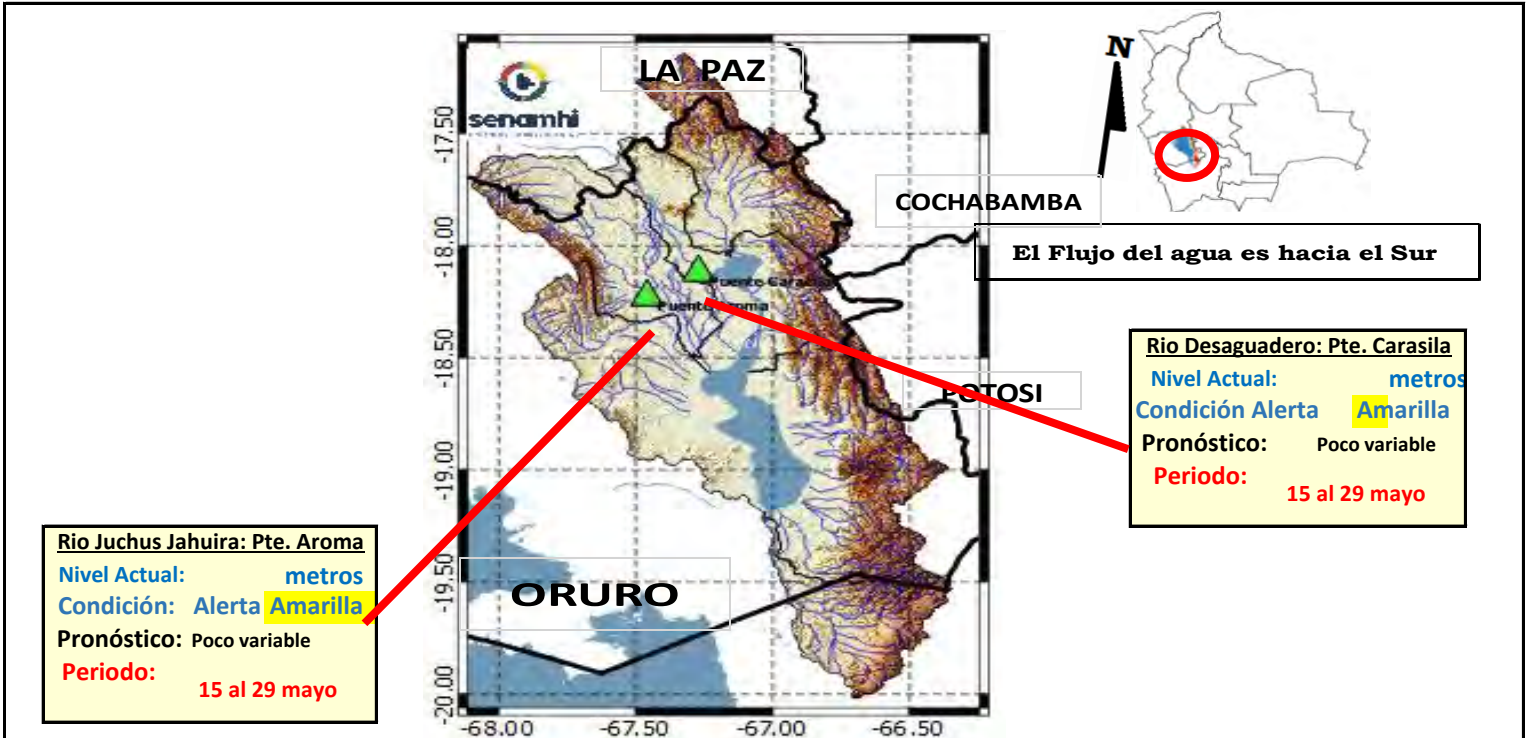 LA PAZ
senamhi
N
COCHABAMBA
El Flujo del agua es hacia el Sur
POTOSI
ORURO
Puente Carasila
Puente Aroma
Rio Desaguadero: Pte. Carasila
Nivel Actual: metros
Condición Alerta Amarilla
Pronóstico: Poco variable
Periodo: 15 al 29 mayo
Rio Juchus Jahuira: Pte. Aroma
Nivel Actual: metros
Condición: Alerta Amarilla
Pronóstico: Poco variable
Periodo: 15 al 29 mayo
-17.50
-18.00
-18.50
-19.00
-19.50
-20.00
-68.00 -67.50 -67.00 -66.50